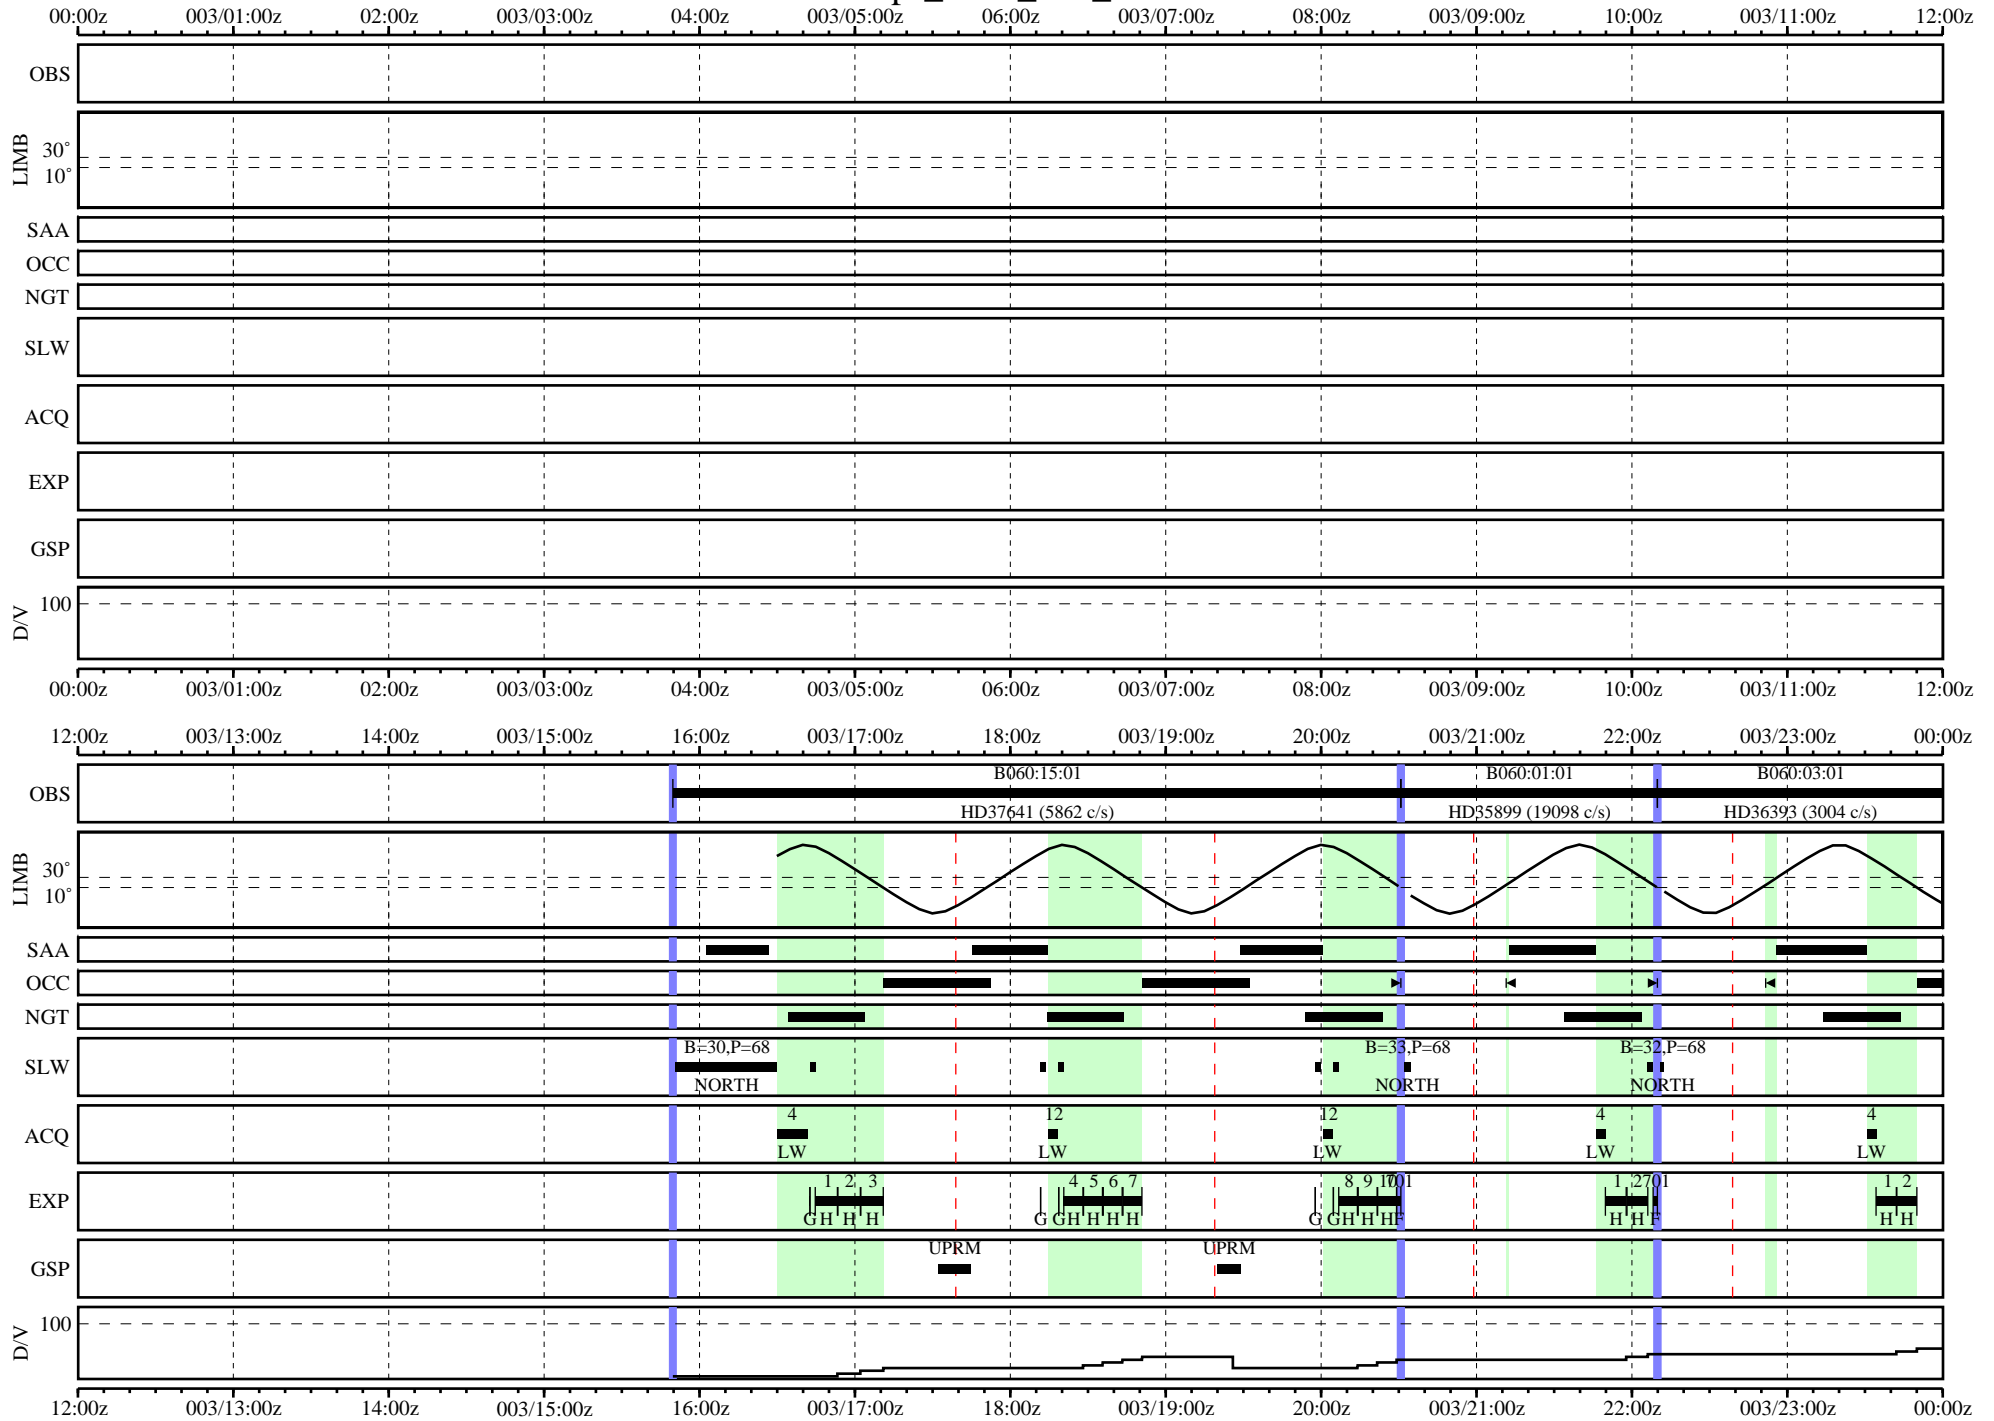 00:00z 003/01:00z 02:00z 003/03:00z 04:00z 003/05:00z 06:00z 003/07:00z 08:00z 003/09:00z 10:00z 003/11:00z 12:00z
OBS
LIMB
30°
10°
SAA
OCC
NGT
SLW
ACQ
EXP
GSP
D/V
100
00:00z 003/01:00z 02:00z 003/03:00z 04:00z 003/05:00z 06:00z 003/07:00z 08:00z 003/09:00z 10:00z 003/11:00z 12:00z
12:00z 003/13:00z 14:00z 003/15:00z 16:00z 003/17:00z 18:00z 003/19:00z 20:00z 003/21:00z 22:00z 003/23:00z 00:00z
B060:15:01 B060:01:01 B060:03:01
OBS
HD37641 (5862 c/s) HD35899 (19098 c/s) HD36393 (3004 c/s)
LIMB
30°
10°
SAA
OCC
NGT
B=30,P=68 B=33,P=68 B=32,P=68
SLW
NORTH NORTH NORTH
4 12 12 4 4
ACQ
LW LW LW LW LW
1 2 3 4 5 6 7 8 9 10 701 1 2701 1 2
EXP
G H H H G G H H H H G G H H H F H H F H H
UPRM UPRM
GSP
D/V
100
12:00z 003/13:00z 14:00z 003/15:00z 16:00z 003/17:00z 18:00z 003/19:00z 20:00z 003/21:00z 22:00z 003/23:00z 00:00z